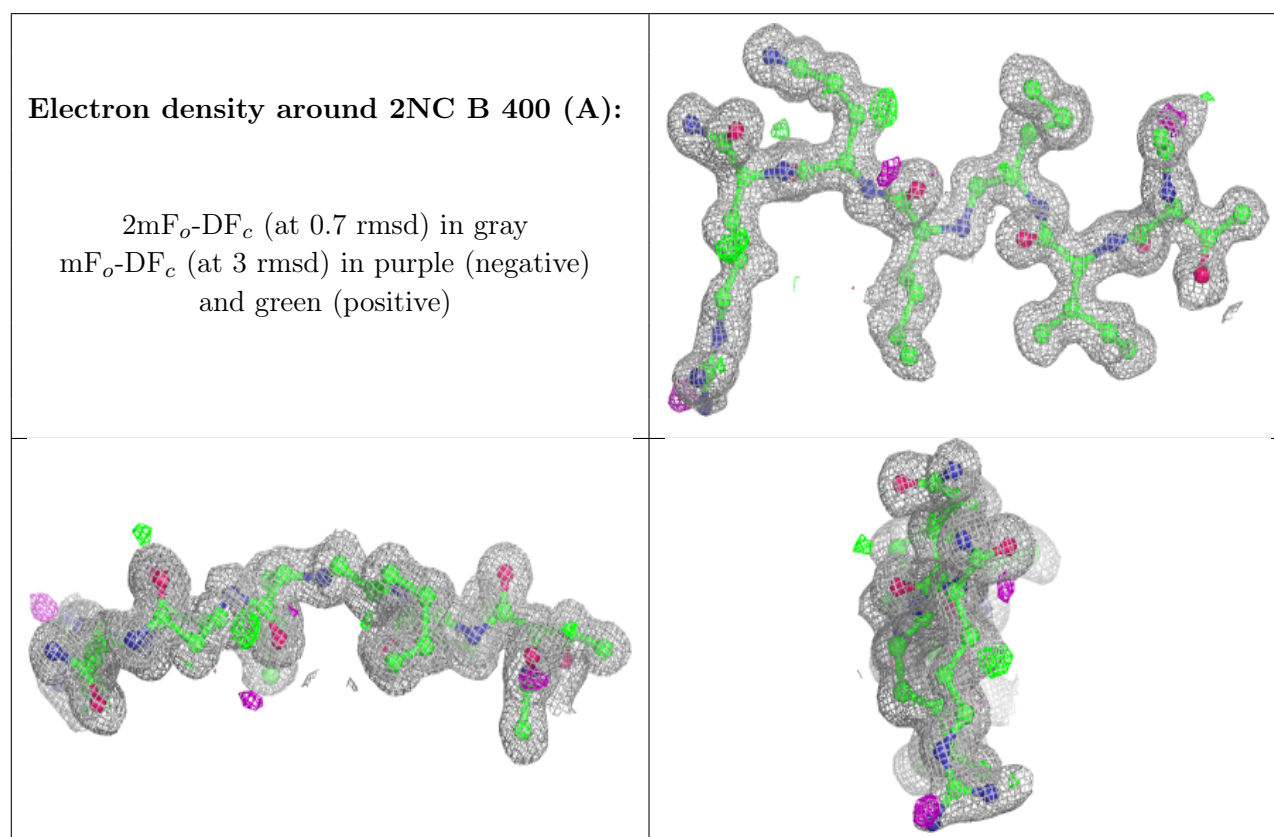 Electron density around 2NC B 400 (A):
2mFo-DFc (at 0.7 rmsd) in gray
mFo-DFc (at 3 rmsd) in purple (negative)
and green (positive)